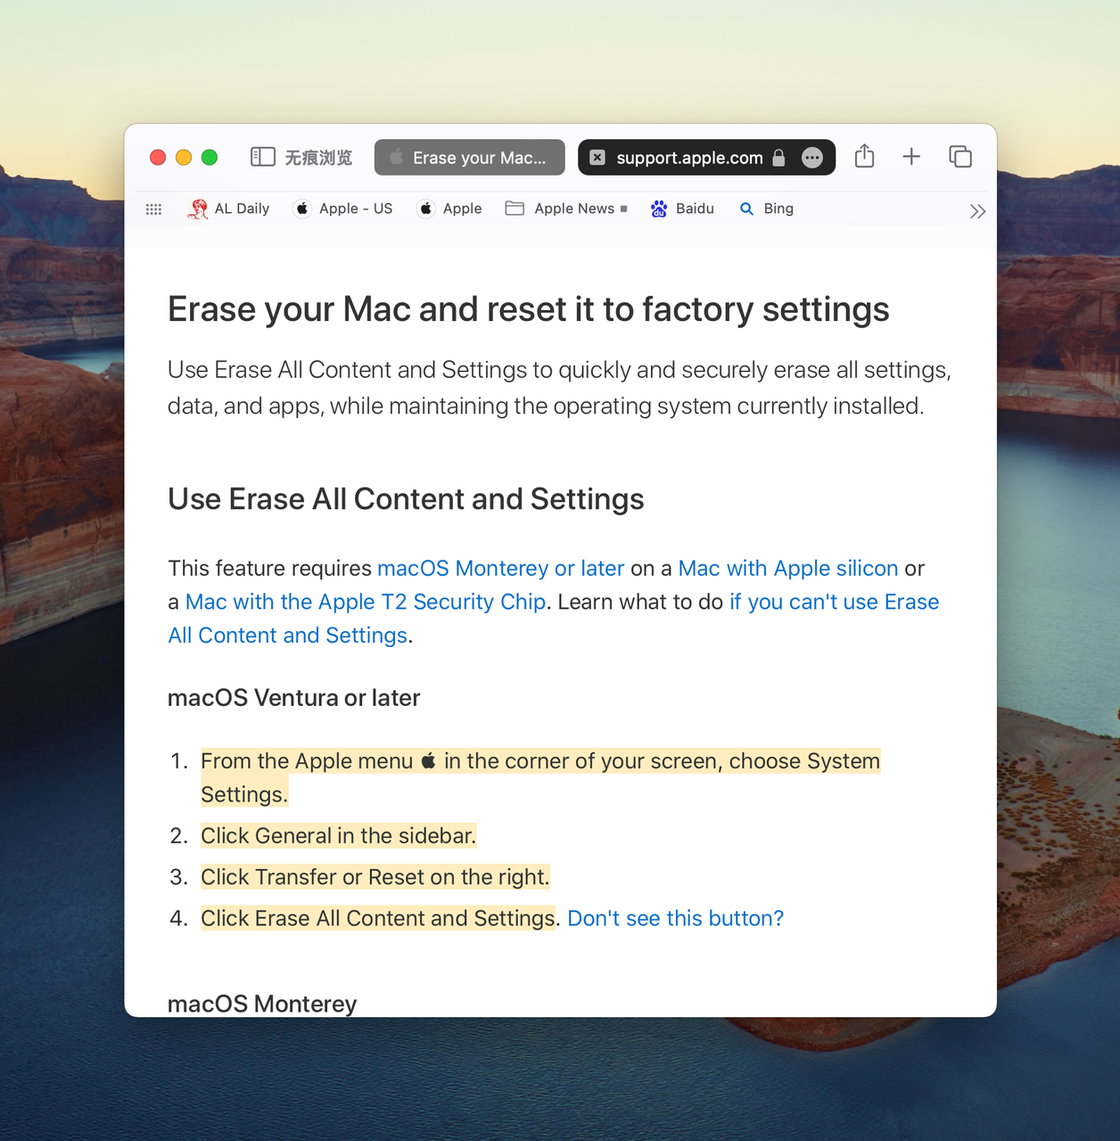 无痕浏览 Erase your Mac... support.apple.com
AL Daily Apple - US Apple Apple News Baidu Bing
Erase your Mac and reset it to factory settings
Use Erase All Content and Settings to quickly and securely erase all settings,
data, and apps, while maintaining the operating system currently installed.
Use Erase All Content and Settings
This feature requires macOS Monterey or later on a Mac with Apple silicon or
a Mac with the Apple T2 Security Chip. Learn what to do if you can't use Erase
All Content and Settings.
macOS Ventura or later
1. From the Apple menu  in the corner of your screen, choose System
Settings.
2. Click General in the sidebar.
3. Click Transfer or Reset on the right.
4. Click Erase All Content and Settings. Don't see this button?
macOS Monterey